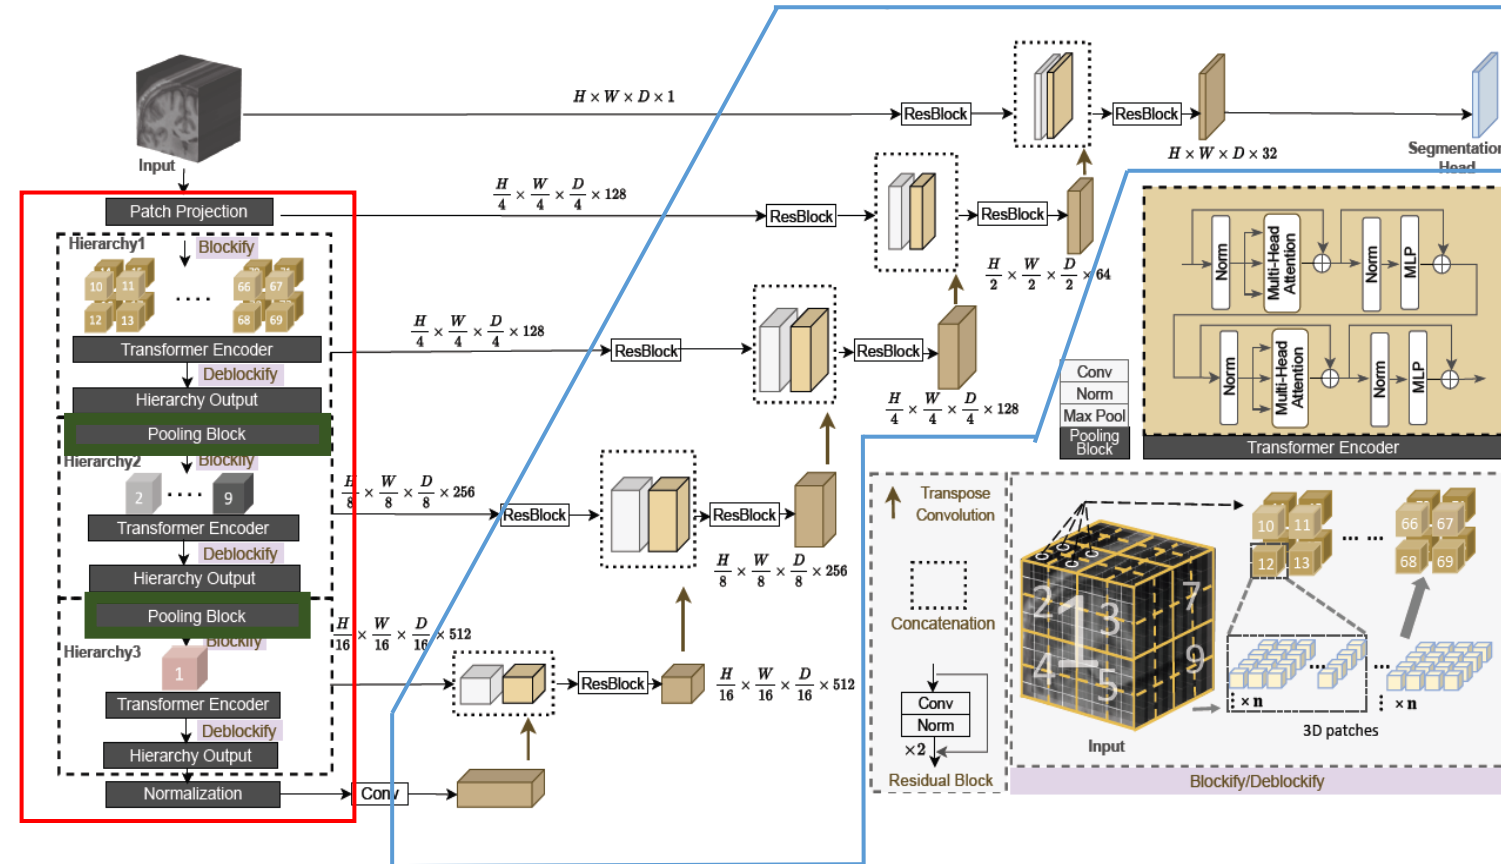 H × W × D × 1
ResBlock
ResBlock
H × W × D × 32
Segmentation
Head
Input
Patch Projection
H/4 × W/4 × D/4 × 128
ResBlock
ResBlock
H/2 × W/2 × D/2 × 64
Hierarchy1
Blockify
10 11
12 13
....
66 67
68 69
Transformer Encoder
Deblockify
Hierarchy Output
H/4 × W/4 × D/4 × 128
ResBlock
ResBlock
H/4 × W/4 × D/4 × 128
Pooling Block
Hierarchy2
Blockify
2 .... 9
Transformer Encoder
Deblockify
Hierarchy Output
H/8 × W/8 × D/8 × 256
ResBlock
ResBlock
H/8 × W/8 × D/8 × 256
Pooling Block
Hierarchy3
Blockify
1
Transformer Encoder
Deblockify
Hierarchy Output
H/16 × W/16 × D/16 × 512
ResBlock
H/16 × W/16 × D/16 × 512
Normalization
Conv
Norm
Multi-Head
Attention
Norm
MLP
Norm
Multi-Head
Attention
Norm
MLP
Transformer Encoder
Conv
Norm
Max Pool
Pooling
Block
Transpose
Convolution
Concatenation
Conv
Norm
×2
Residual Block
2 1 3 7
4 5 9
Input
10 11
12 13
... ...
66 67
68 69
... ...
× n
× n
3D patches
Blockify/Deblockify